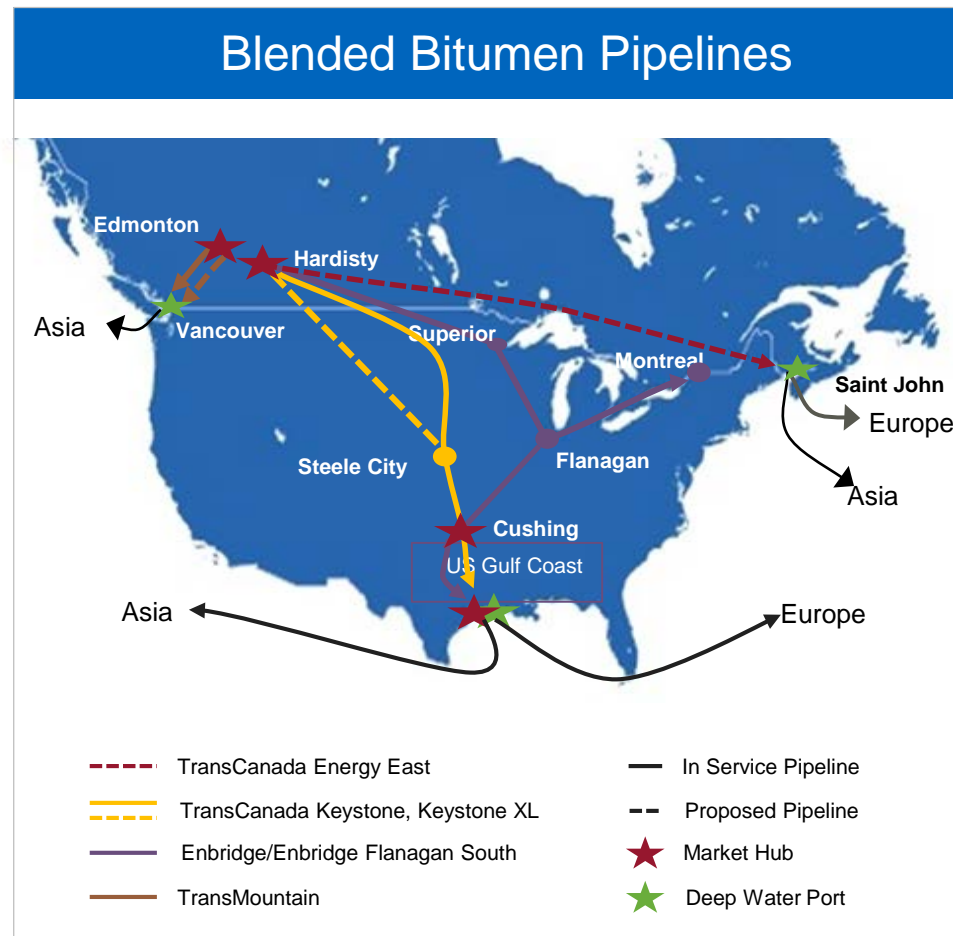 Blended Bitumen Pipelines
Edmonton
Hardisty
Asia
Vancouver
Superior
Montreal
Saint John
Europe
Steele City
Flanagan
Asia
Cushing
US Gulf Coast
Asia
Europe
TransCanada Energy East
In Service Pipeline
TransCanada Keystone, Keystone XL
Proposed Pipeline
Enbridge/Enbridge Flanagan South
Market Hub
TransMountain
Deep Water Port